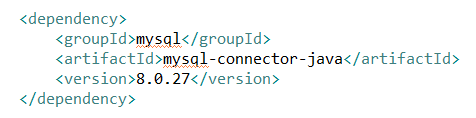 <dependency>
    <groupId>mysql</groupId>
    <artifactId>mysql-connector-java</artifactId>
    <version>8.0.27</version>
</dependency>